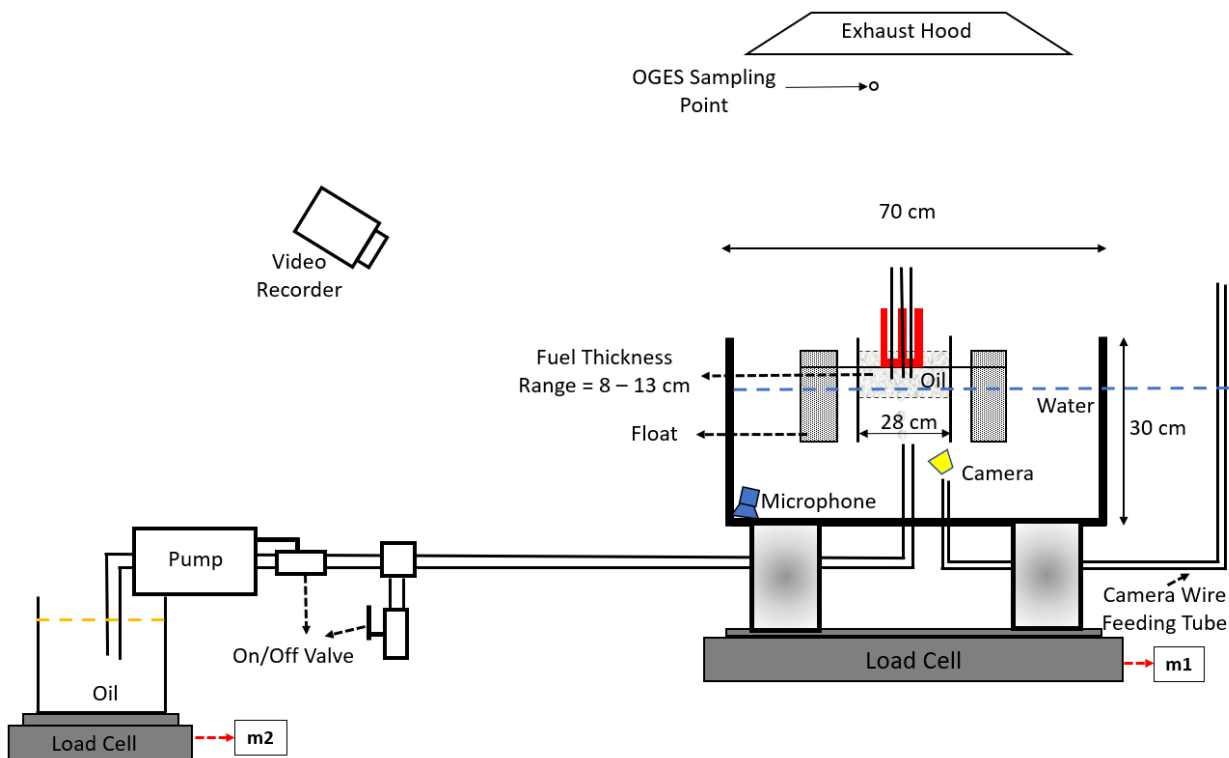 Exhaust Hood
OGES Sampling
Point
70 cm
Video
Recorder
Fuel Thickness
Range = 8 – 13 cm
Oil
Water
28 cm
30 cm
Float
Camera
Microphone
Pump
Camera Wire
Feeding Tube
On/Off Valve
Load Cell
m1
Oil
Load Cell
m2